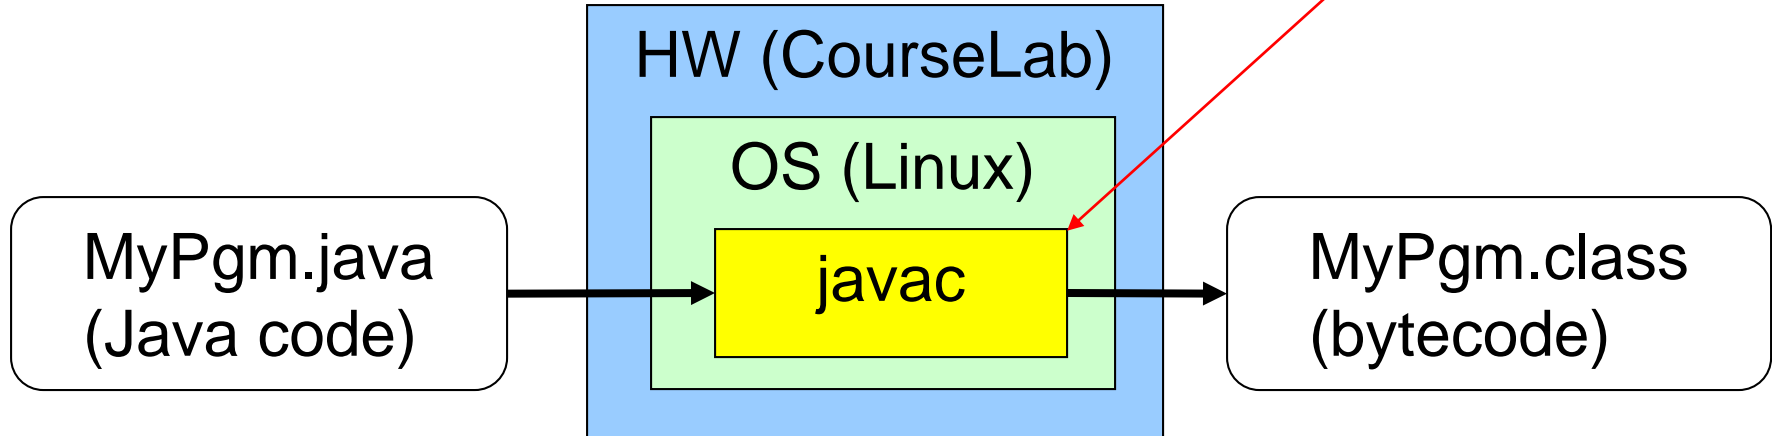 HW (CourseLab)
OS (Linux)
MyPgm.java
(Java code)
javac
MyPgm.class
(bytecode)